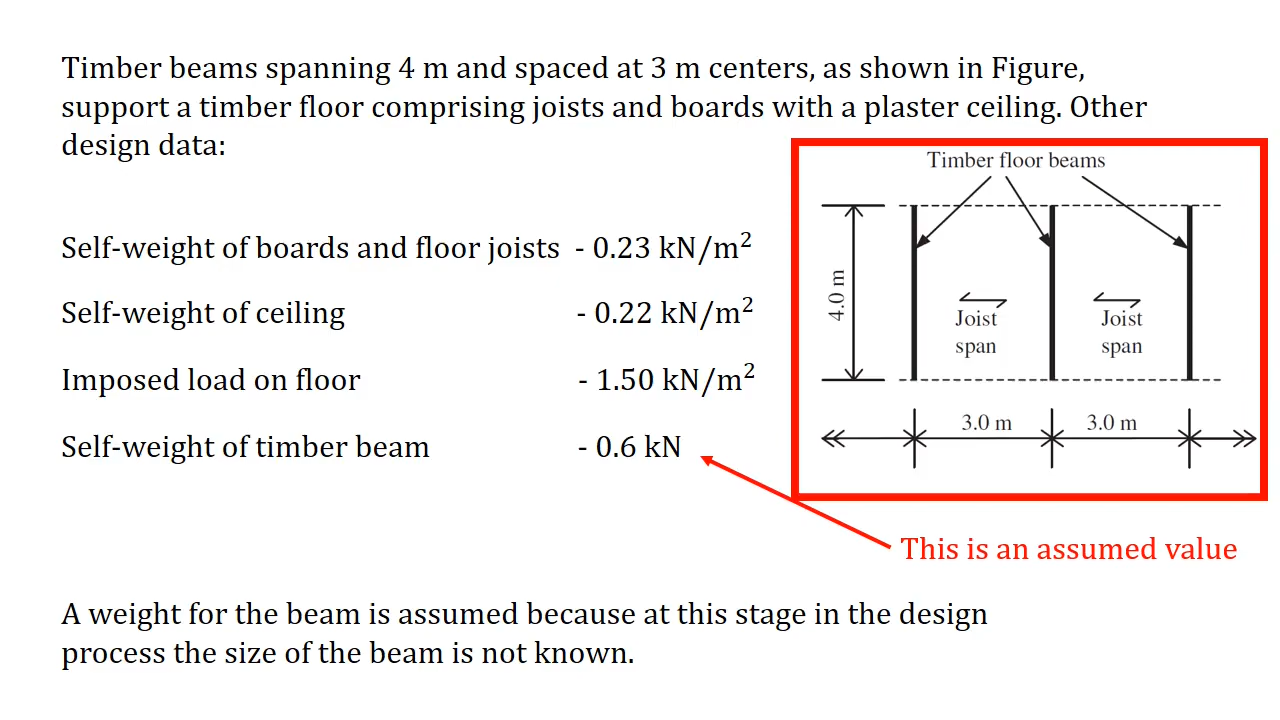 Timber beams spanning 4 m and spaced at 3 m centers, as shown in Figure,
support a timber floor comprising joists and boards with a plaster ceiling. Other
design data:
Timber floor beams
Self-weight of boards and floor joists - 0.23 kN/m²
Self-weight of ceiling - 0.22 kN/m²
Imposed load on floor - 1.50 kN/m²
Self-weight of timber beam - 0.6 kN
4.0 m
Joist
span
Joist
span
3.0 m
3.0 m
This is an assumed value
A weight for the beam is assumed because at this stage in the design
process the size of the beam is not known.